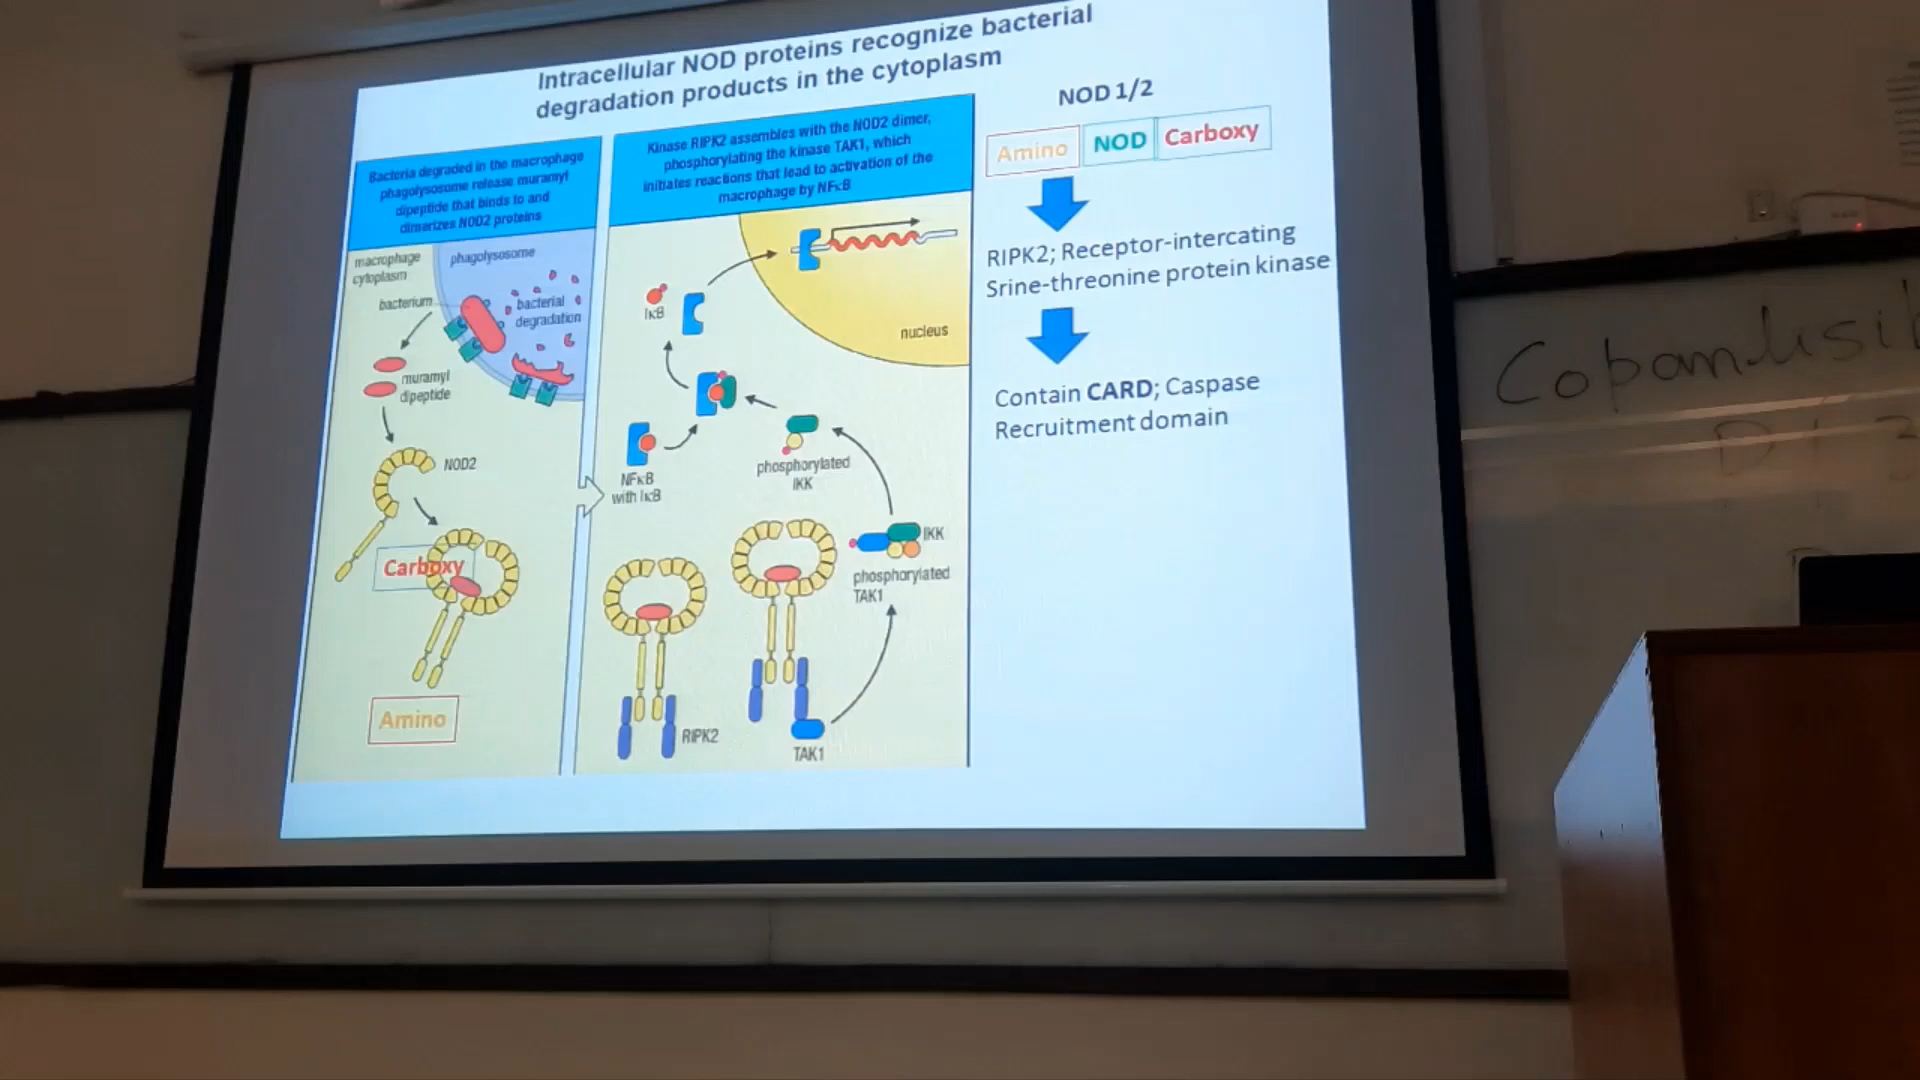 Intracellular NOD proteins recognize bacterial
degradation products in the cytoplasm
Bacteria degraded in the macrophage
phagolysosome release muramyl
dipeptide that binds to and
dimerizes NOD2 proteins
macrophage
cytoplasm
phagolysosome
bacterium
bacterial
degradation
muramyl
dipeptide
NOD2
Carboxy
Amino
Kinase RIPK2 assembles with the NOD2 dimer,
phosphorylating the kinase TAK1, which
initiates reactions that lead to activation of the
macrophage by NFκB
IκB
nucleus
NFκB
with IκB
phosphorylated
IKK
IKK
phosphorylated
TAK1
RIPK2
TAK1
NOD 1/2
Amino NOD Carboxy
RIPK2; Receptor-intercating
Srine-threonine protein kinase
Contain CARD; Caspase
Recruitment domain